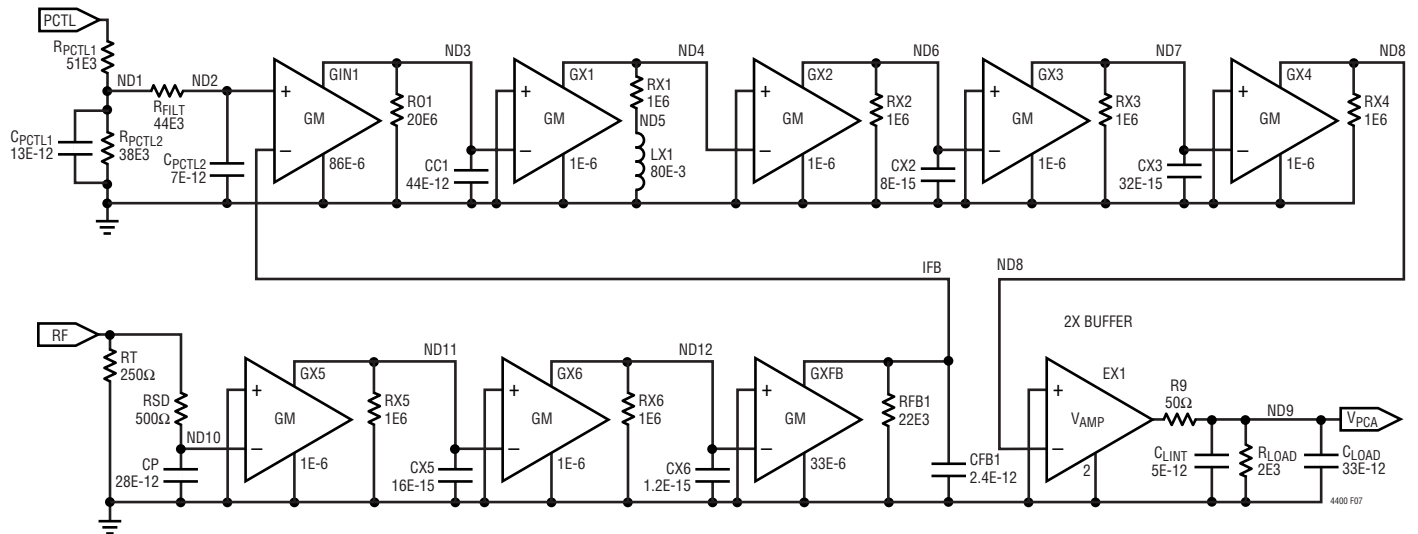 PCTL
RPCTL1
51E3
ND1
RFILT
44E3
ND2
CPCTL1
13E-12
RPCTL2
38E3
CPCTL2
7E-12
+
−
GIN1
GM
86E-6
RO1
20E6
ND3
CC1
44E-12
+
−
GX1
GM
1E-6
RX1
1E6
ND5
LX1
80E-3
ND4
+
−
GX2
GM
1E-6
RX2
1E6
ND6
CX2
8E-15
+
−
GX3
GM
1E-6
RX3
1E6
ND7
CX3
32E-15
+
−
GX4
GM
1E-6
RX4
1E6
ND8
IFB
ND8
RF
RT
250Ω
RSD
500Ω
ND10
CP
28E-12
+
−
GX5
GM
1E-6
RX5
1E6
ND11
CX5
16E-15
+
−
GX6
GM
1E-6
RX6
1E6
ND12
CX6
1.2E-15
+
−
GXFB
GM
33E-6
RFB1
22E3
CFB1
2.4E-12
2X BUFFER
+
−
EX1
VAMP
2
R9
50Ω
ND9
VPCA
CLINT
5E-12
RLOAD
2E3
CLOAD
33E-12
4400 F07